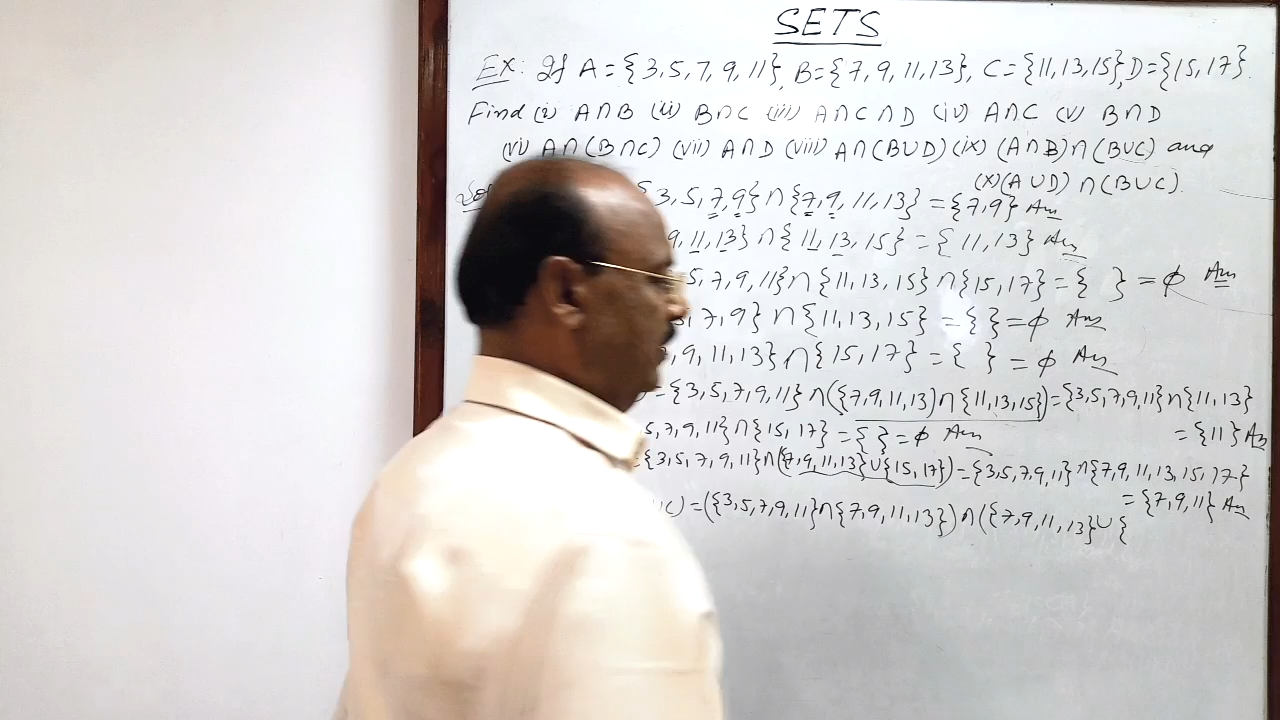 SETS
Ex: If A = {3,5,7,9,11}, B={7,9,11,13}, C={11,13,15}, D={15,17}.
Find (i) A∩B (ii) B∩C (iii) A∩C∩D (iv) A∩C (v) B∩D
(vi) A∩(B∩C) (vii) A∩D (viii) A∩(B∪D) (ix) (A∩B)∩(B∪C) and
(x)(A∪D)∩(B∪C).
3,5,7,9}∩{7,9,11,13} = {7,9} Ans
9,11,13} ∩{11,13,15} = {11,13} Ans
5,7,9,11}∩{11,13,15} ∩{15,17} = { } = ϕ Ans
,7,9} ∩{11,13,15} = { } = ϕ Ans
,9,11,13} ∩{15,17} = { } = ϕ Ans
={3,5,7,9,11} ∩({7,9,11,13)∩{11,13,15})={3,5,7,9,11}∩{11,13}
5,7,9,11}∩{15,17} = { } = ϕ Ans = {11} Ans
={3,5,7,9,11}∩({7,9,11,13}∪{15,17})={3,5,7,9,11}∩{7,9,11,13,15,17}
= {7,9,11} Ans
C) =({3,5,7,9,11}∩{7,9,11,13})∩({7,9,11,13}∪{